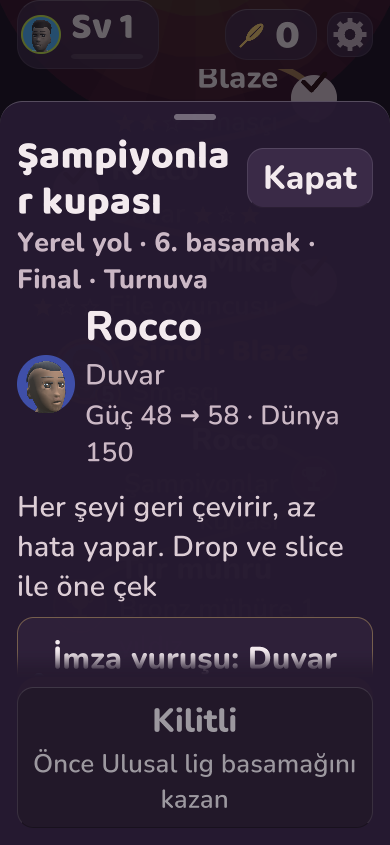 Sv 1
0
Blaze
Şampiyonla
r kupası
Kapat
Yerel yol · 6. basamak ·
Final · Turnuva
Rocco
Duvar
Güç 48 → 58 · Dünya
150
Her şeyi geri çevirir, az
hata yapar. Drop ve slice
ile öne çek
İmza vuruşu: Duvar
Kilitli
Önce Ulusal lig basamağını
kazan